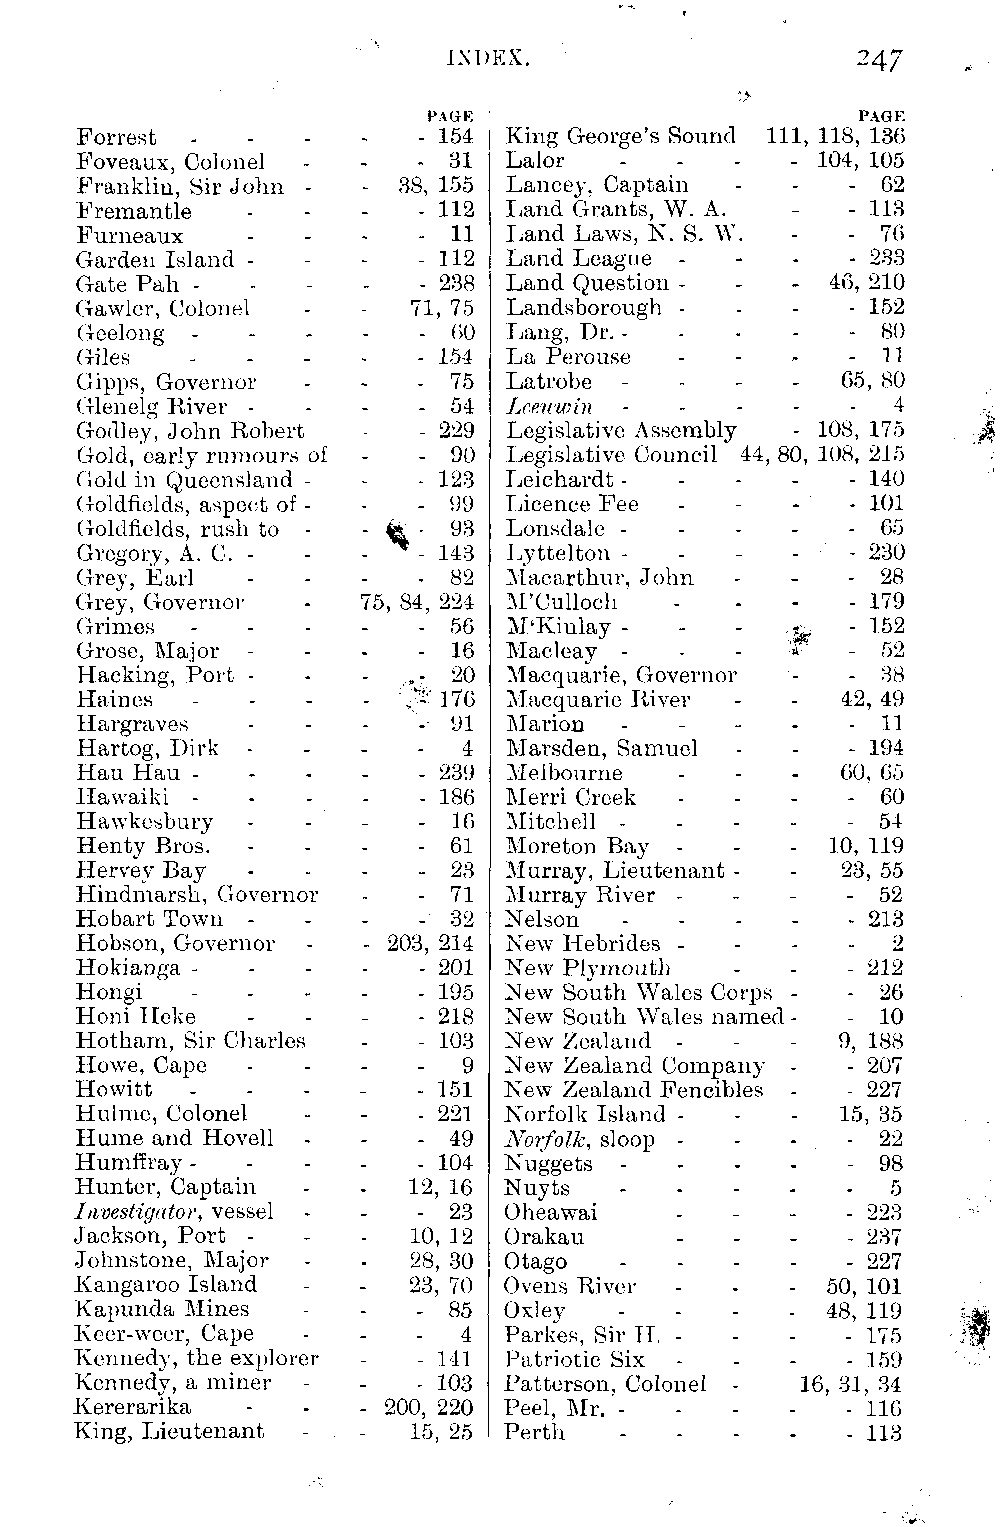 INDEX. 247
PAGE
Forrest - - - - - 154
Foveaux, Colonel - - - 31
Franklin, Sir John - - 38, 155
Fremantle - - - - 112
Furneaux - - - - 11
Garden Island - - - - 112
Gate Pah - - - - - 238
Gawler, Colonel - - 71, 75
Geelong - - - - - 60
Giles - - - - - 154
Gipps, Governor - - - 75
Glenelg River - - - - 54
Godley, John Robert - - 229
Gold, early rumours of - - 90
Gold in Queensland - - - 123
Goldfields, aspect of - - - 99
Goldfields, rush to - - - 93
Gregory, A. C. - - - - 143
Grey, Earl - - - - 82
Grey, Governor - 75, 84, 224
Grimes - - - - - 56
Grose, Major - - - - 16
Hacking, Port - - - - 20
Haines - - - - 176
Hargraves - - - - 91
Hartog, Dirk - - - - 4
Hau Hau - - - - - 239
Hawaiki - - - - - 186
Hawkesbury - - - - 16
Henty Bros. - - - - 61
Hervey Bay - - - - 23
Hindmarsh, Governor - - 71
Hobart Town - - - - 32
Hobson, Governor - - 203, 214
Hokianga - - - - - 201
Hongi - - - - - 195
Honi Heke - - - - 218
Hotham, Sir Charles - - 103
Howe, Cape - - - - 9
Howitt - - - - - 151
Hulme, Colonel - - - 221
Hume and Hovell - - - 49
Humffray - - - - - 104
Hunter, Captain - - 12, 16
Investigator, vessel - - - 23
Jackson, Port - - - 10, 12
Johnstone, Major - - 28, 30
Kangaroo Island - - 23, 70
Kapunda Mines - - - 85
Keer-weer, Cape - - - 4
Kennedy, the explorer - - 141
Kennedy, a miner - - - 103
Kererarika - - - 200, 220
King, Lieutenant - - 15, 25
PAGE
King George's Sound 111, 118, 136
Lalor - - - - 104, 105
Lancey, Captain - - - 62
Land Grants, W. A. - - 113
Land Laws, N. S. W. - - 76
Land League - - - - 233
Land Question - - - 46, 210
Landsborough - - - - 152
Lang, Dr. - - - - - 80
La Perouse - - - - 11
Latrobe - - - - 65, 80
Leeuwin - - - - - 4
Legislative Assembly - 108, 175
Legislative Council 44, 80, 108, 215
Leichardt - - - - - 140
Licence Fee - - - - 101
Lonsdale - - - - - 65
Lyttelton - - - - - 230
Macarthur, John - - - 28
M'Culloch - - - - 179
M'Kinlay - - - - 152
Macleay - - - - 52
Macquarie, Governor - - 38
Macquarie River - - 42, 49
Marion - - - - - 11
Marsden, Samuel - - - 194
Melbourne - - - 60, 65
Merri Creek - - - - 60
Mitchell - - - - - 54
Moreton Bay - - - 10, 119
Murray, Lieutenant - - 23, 55
Murray River - - - - 52
Nelson - - - - - 213
New Hebrides - - - - 2
New Plymouth - - - 212
New South Wales Corps - - 26
New South Wales named - - 10
New Zealand - - - 9, 188
New Zealand Company - - 207
New Zealand Fencibles - - 227
Norfolk Island - - - 15, 35
Norfolk, sloop - - - - 22
Nuggets - - - - - 98
Nuyts - - - - - 5
Oheawai - - - - 223
Orakau - - - - 237
Otago - - - - - 227
Ovens River - - - 50, 101
Oxley - - - - 48, 119
Parkes, Sir H. - - - - 175
Patriotic Six - - - - 159
Patterson, Colonel - 16, 31, 34
Peel, Mr. - - - - - 116
Perth - - - - - 113